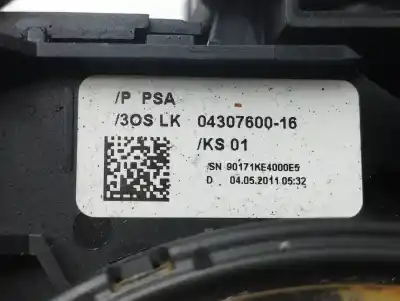 /P PSA
/3OS LK 04307600-16
/KS 01
/SN 90171KE4000E5
D 04.05.2011 05:32